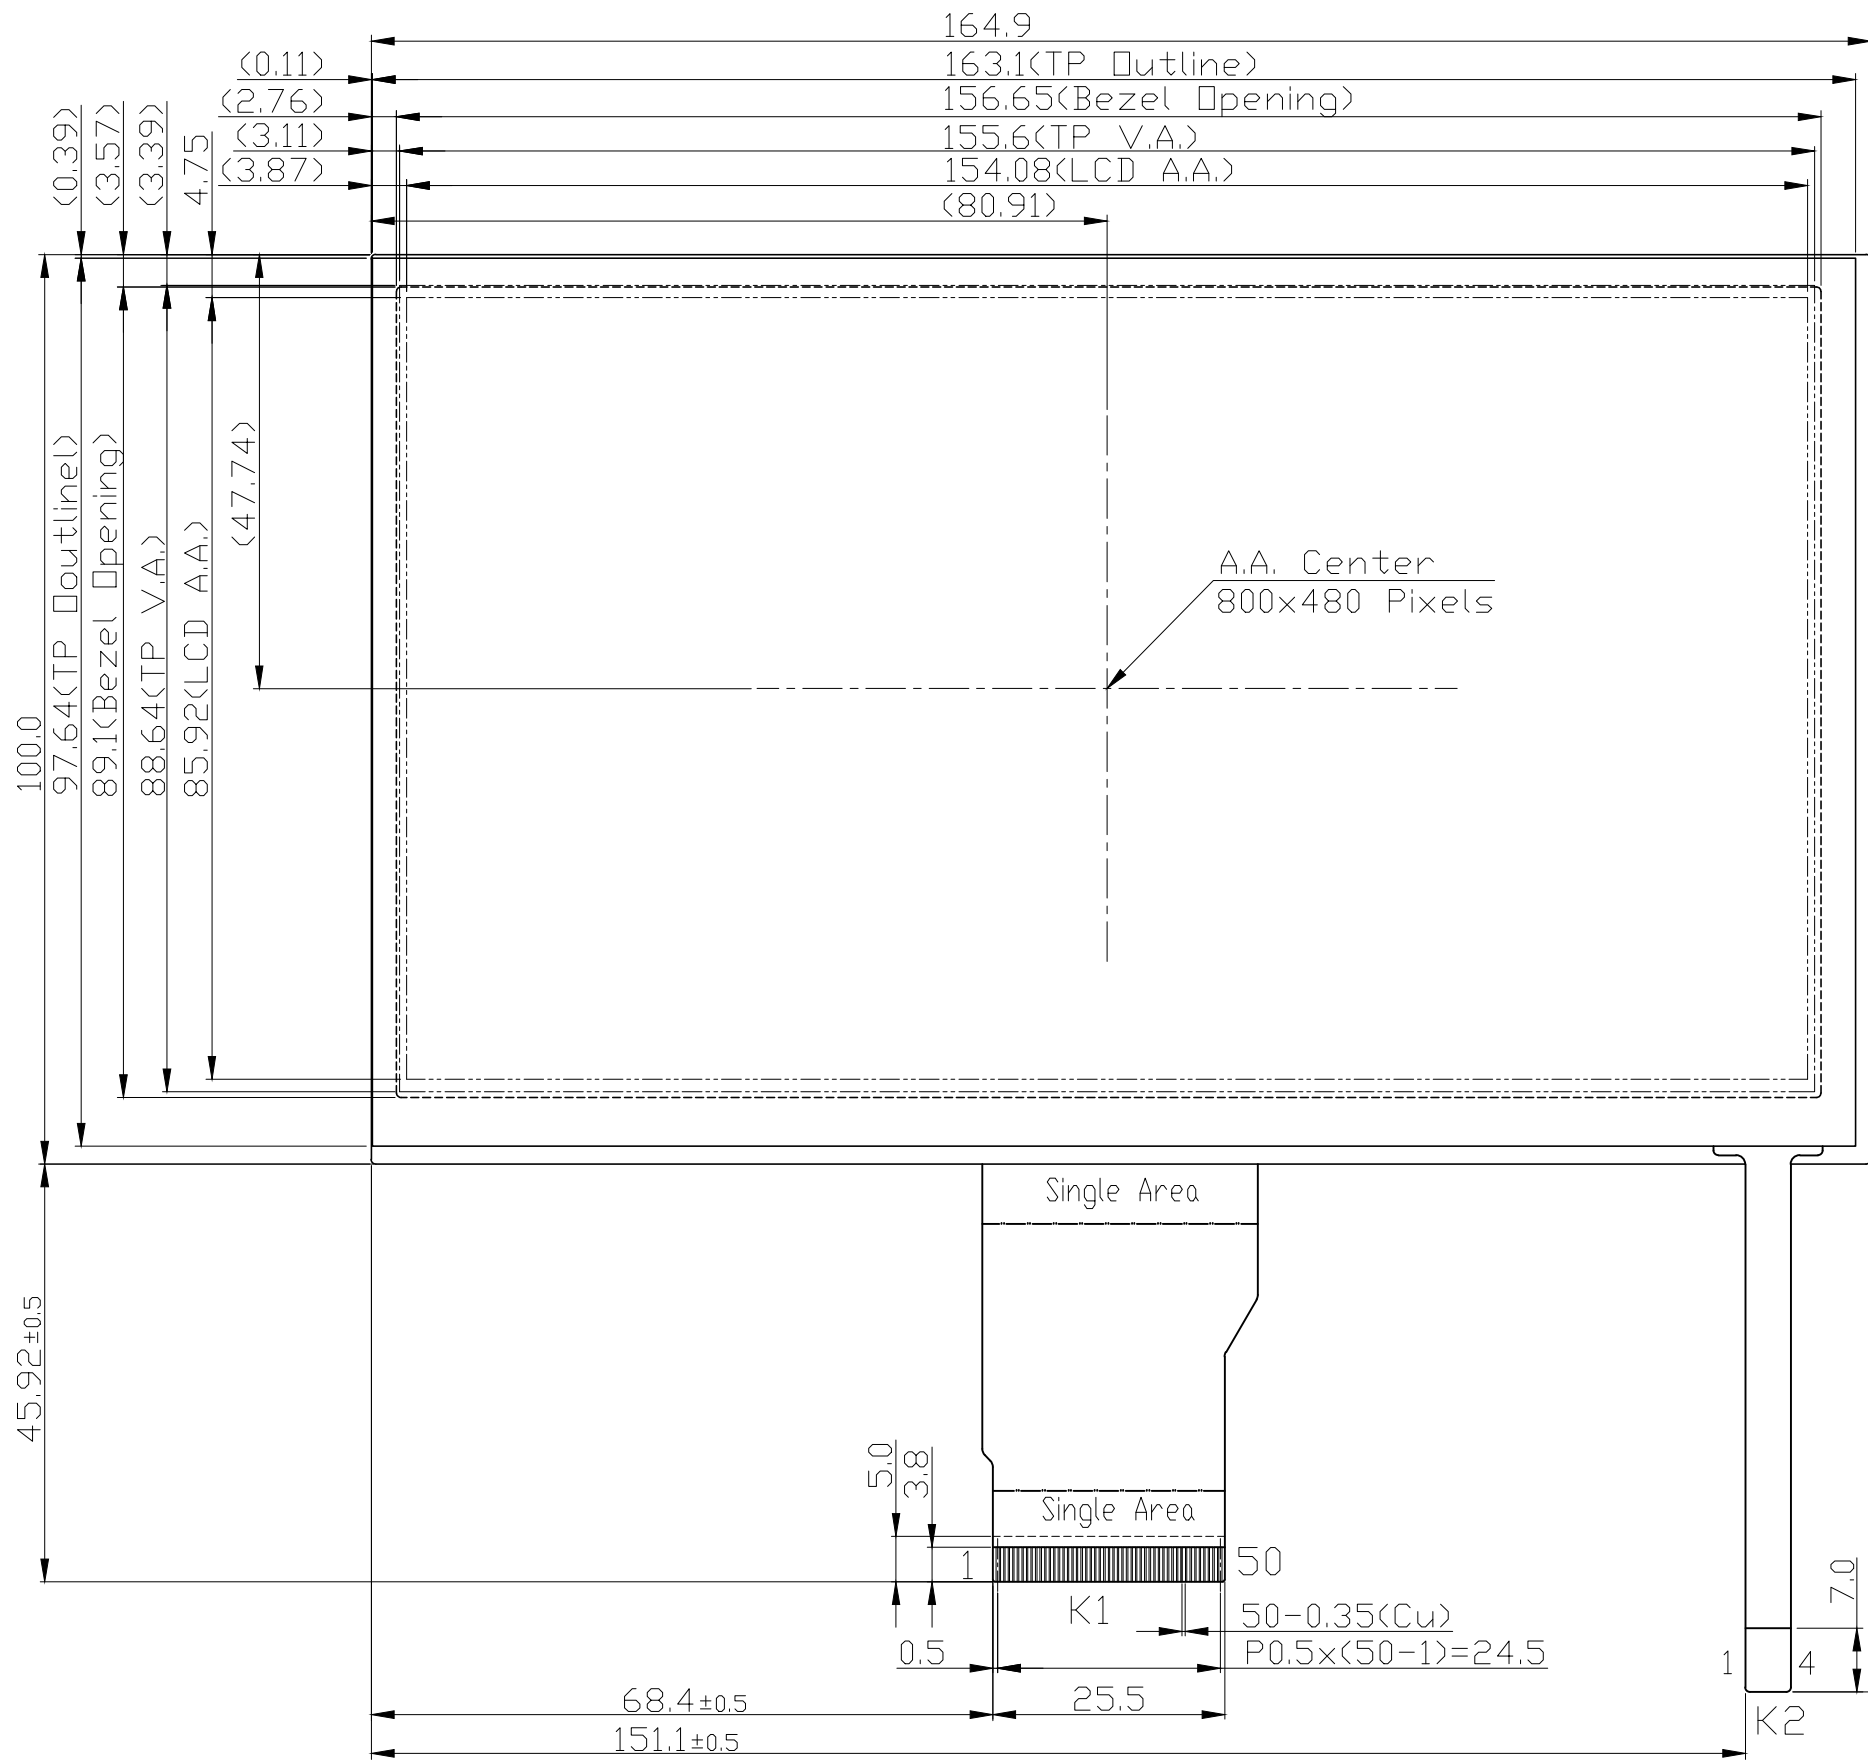 164.9
(0.11)
163.1(TP Outline)
(2.76)
156.65(Bezel Opening)
(3.11)
155.6(TP V.A.)
(3.87)
154.08(LCD A.A.)
(80.91)
(0.39)
(3.57)
(3.39)
4.75
100.0
97.64(TP Ooutlinel)
89.1(Bezel Opening)
88.64(TP V.A.)
85.92(LCD A.A.)
(47.74)
A.A. Center
800x480 Pixels
Single Area
45.92±0.5
5.0
3.8
Single Area
1
50
K1
50-0.35(Cu)
0.5
P0.5x(50-1)=24.5
7.0
1
4
68.4±0.5
25.5
K2
151.1±0.5